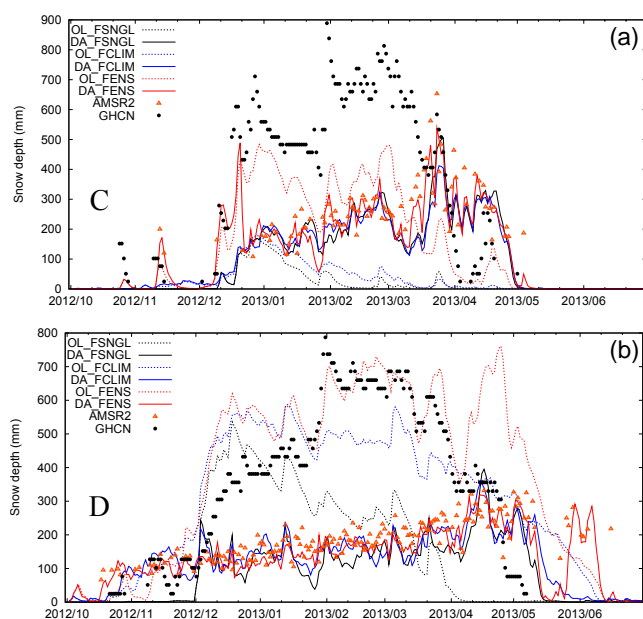 900
800
700
600
500
400
300
200
100
0
Snow depth (mm)
OL_FSNGL
DA_FSNGL
OL_FCLIM
DA_FCLIM
OL_FENS
DA_FENS
AMSR2
GHCN
(a)
C
2012/10 2012/11 2012/12 2013/01 2013/02 2013/03 2013/04 2013/05 2013/06
800
700
600
500
400
300
200
100
0
Snow depth (mm)
OL_FSNGL
DA_FSNGL
OL_FCLIM
DA_FCLIM
OL_FENS
DA_FENS
AMSR2
GHCN
(b)
D
2012/10 2012/11 2012/12 2013/01 2013/02 2013/03 2013/04 2013/05 2013/06